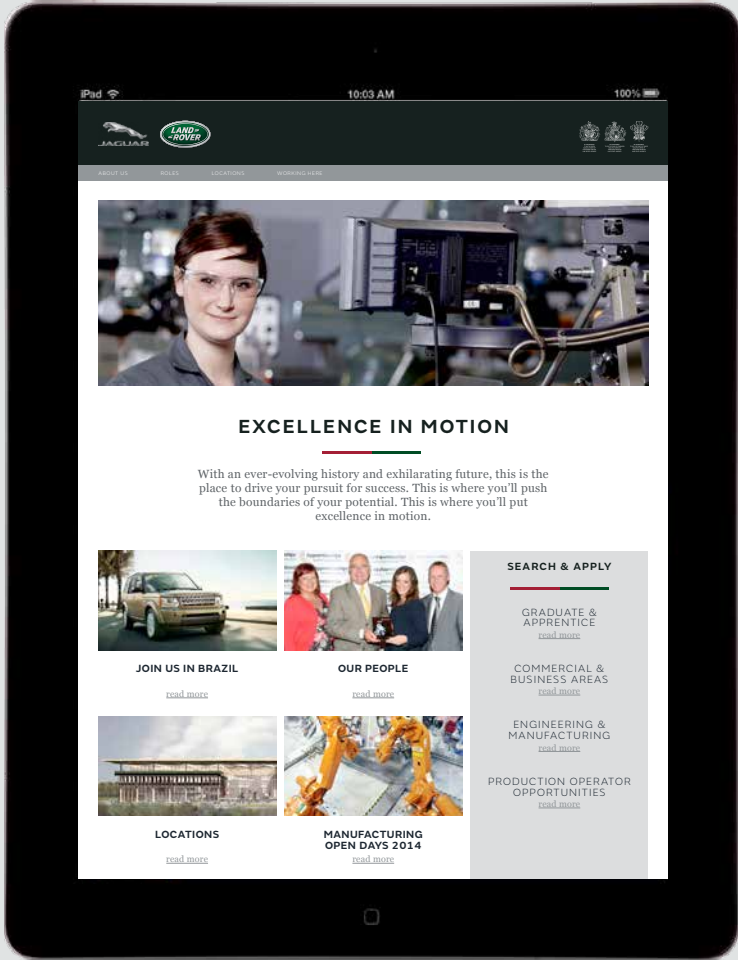 iPad
10:03 AM
100%
JAGUAR
LAND-
-ROVER
ABOUT US
ROLES
LOCATIONS
WORKING HERE
EXCELLENCE IN MOTION
With an ever-evolving history and exhilarating future, this is the
place to drive your pursuit for success. This is where you'll push
the boundaries of your potential. This is where you'll put
excellence in motion.
JOIN US IN BRAZIL
read more
OUR PEOPLE
read more
LOCATIONS
read more
MANUFACTURING
OPEN DAYS 2014
read more
SEARCH & APPLY
GRADUATE &
APPRENTICE
read more
COMMERCIAL &
BUSINESS AREAS
read more
ENGINEERING &
MANUFACTURING
read more
PRODUCTION OPERATOR
OPPORTUNITIES
read more